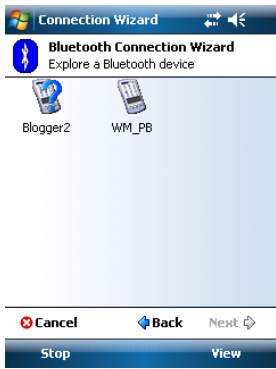 Connection Wizard
Bluetooth Connection Wizard
Explore a Bluetooth device
Blogger2 WM_PB
Cancel Back Next
Stop View